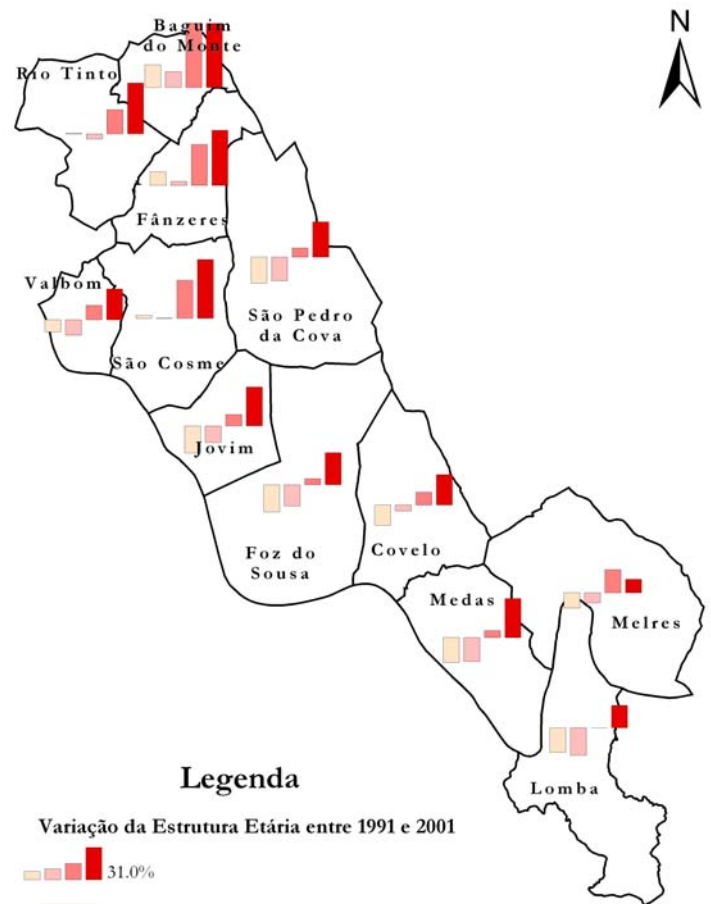 N
Baguim
do Monte
Rio Tinto
Fânzeres
Valbom
São Pedro
da Cova
São Cosme
Jovim
Foz do
Sousa
Covelo
Medas
Melres
Lomba
Legenda
Variação da Estrutura Etária entre 1991 e 2001
31.0%